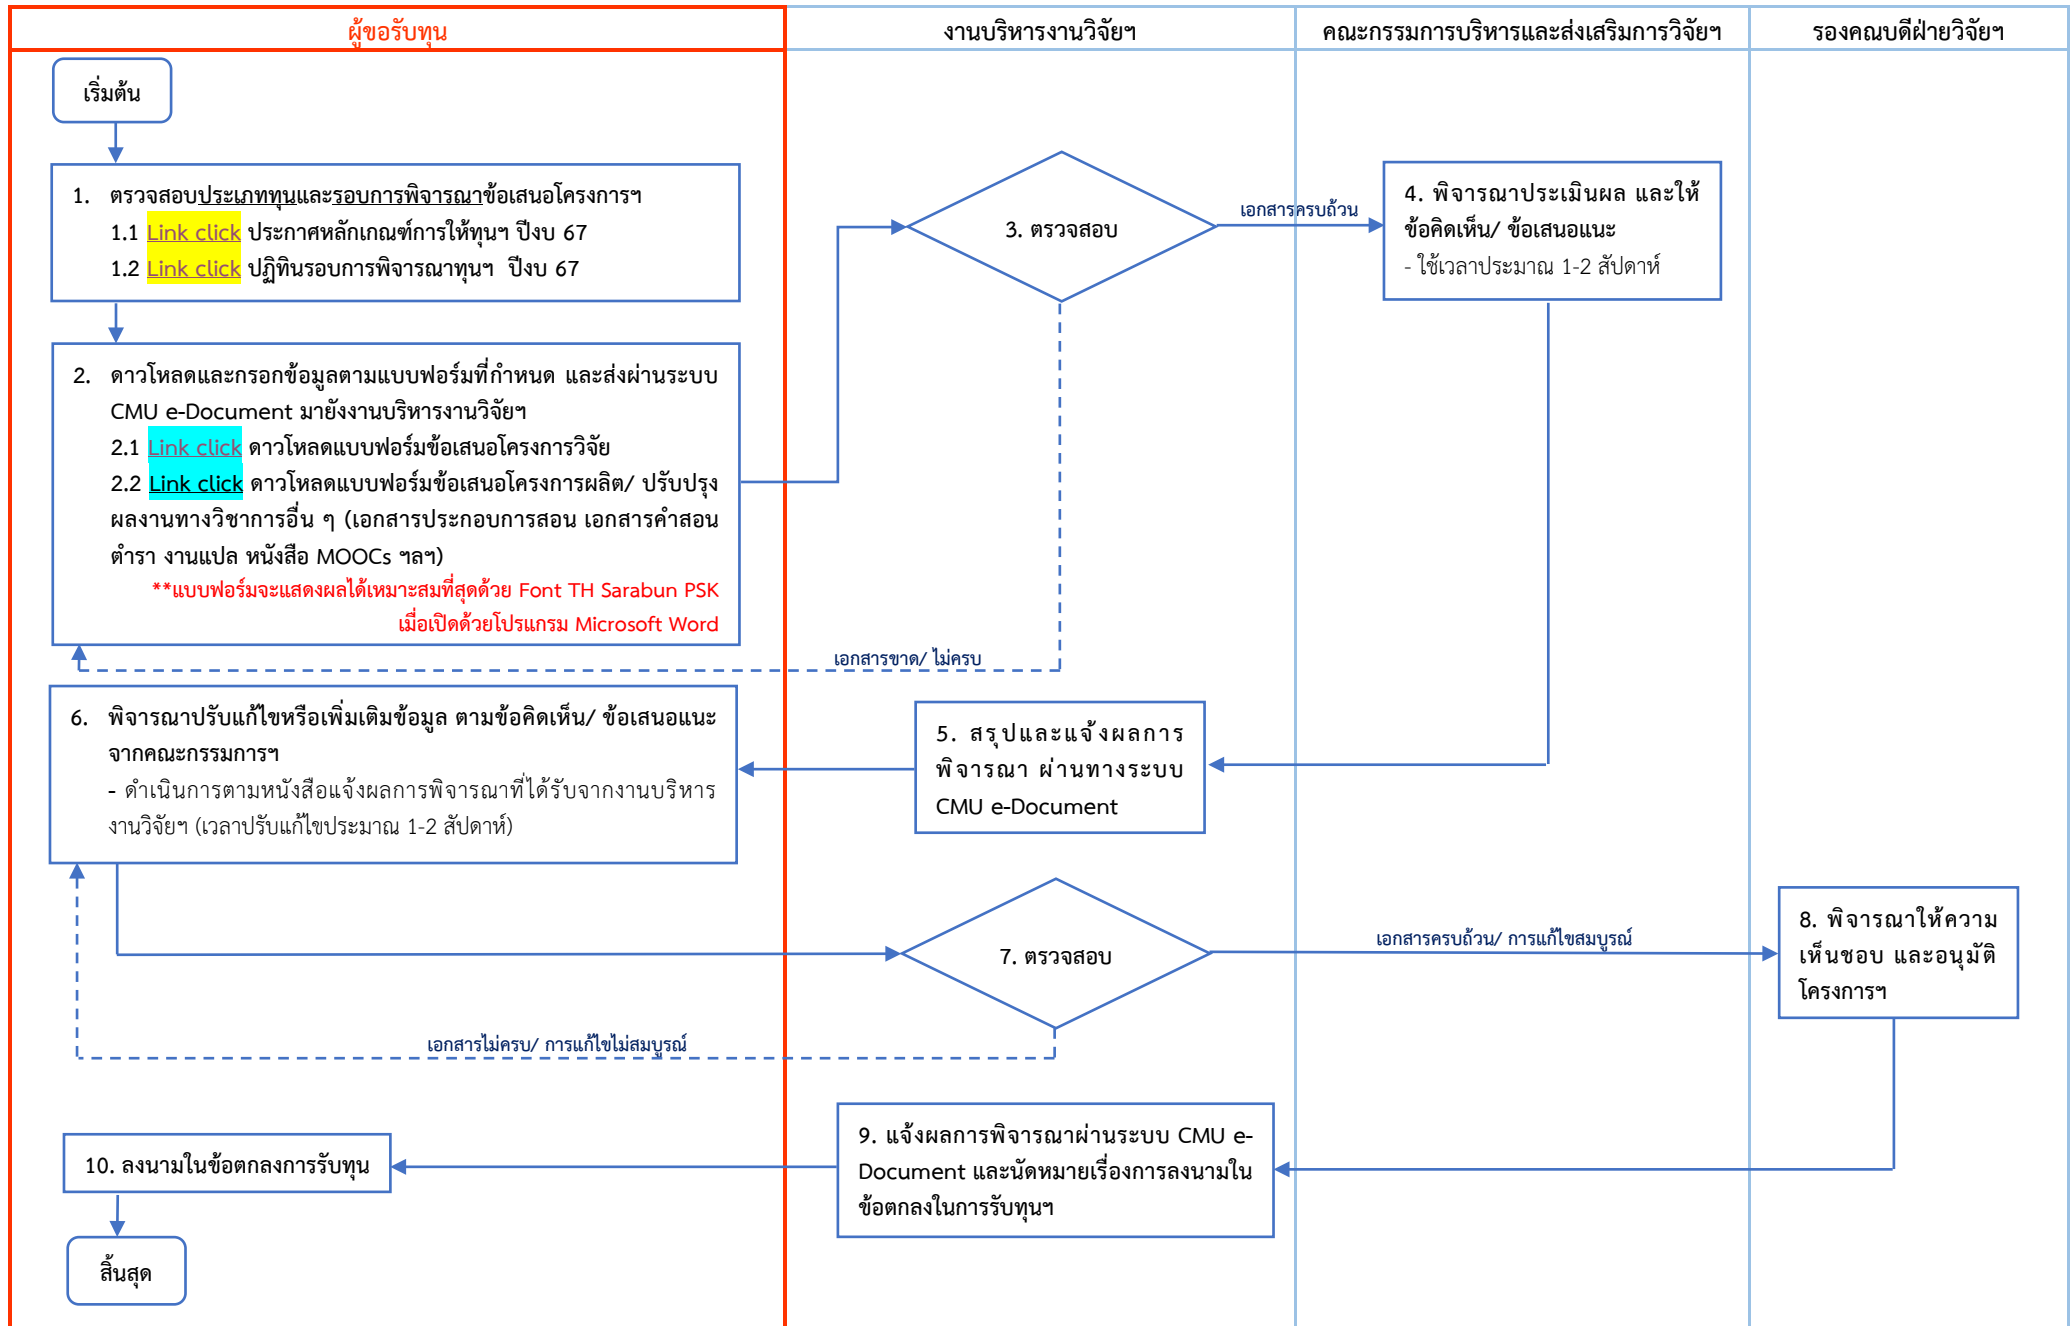 ผู้ขอรับทุน
งานบริหารงานวิจัยฯ
คณะกรรมการบริหารและส่งเสริมการวิจัยฯ
รองคณบดีฝ่ายวิจัยฯ
เริ่มต้น
1. ตรวจสอบประเภททุนและรอบการพิจารณาข้อเสนอโครงการฯ
1.1 Link click ประกาศหลักเกณฑ์การให้ทุนฯ ปีงบ 67
1.2 Link click ปฏิทินรอบการพิจารณาทุนฯ ปีงบ 67
2. ดาวโหลดและกรอกข้อมูลตามแบบฟอร์มที่กำหนด และส่งผ่านระบบ
CMU e-Document มายังงานบริหารงานวิจัยฯ
2.1 Link click ดาวโหลดแบบฟอร์มข้อเสนอโครงการวิจัย
2.2 Link click ดาวโหลดแบบฟอร์มข้อเสนอโครงการผลิต/ ปรับปรุง
ผลงานทางวิชาการอื่น ๆ (เอกสารประกอบการสอน เอกสารคำสอน
ตำรา งานแปล หนังสือ MOOCs ฯลฯ)
**แบบฟอร์มจะแสดงผลได้เหมาะสมที่สุดด้วย Font TH Sarabun PSK
เมื่อเปิดด้วยโปรแกรม Microsoft Word
3. ตรวจสอบ
เอกสารครบถ้วน
4. พิจารณาประเมินผล และให้
ข้อคิดเห็น/ ข้อเสนอแนะ
- ใช้เวลาประมาณ 1-2 สัปดาห์
เอกสารขาด/ ไม่ครบ
5. สรุปและแจ้งผลการ
พิจารณา ผ่านทางระบบ
CMU e-Document
6. พิจารณาปรับแก้ไขหรือเพิ่มเติมข้อมูล ตามข้อคิดเห็น/ ข้อเสนอแนะ
จากคณะกรรมการฯ
- ดำเนินการตามหนังสือแจ้งผลการพิจารณาที่ได้รับจากงานบริหาร
งานวิจัยฯ (เวลาปรับแก้ไขประมาณ 1-2 สัปดาห์)
7. ตรวจสอบ
เอกสารครบถ้วน/ การแก้ไขสมบูรณ์
8. พิจารณาให้ความ
เห็นชอบ และอนุมัติ
โครงการฯ
เอกสารไม่ครบ/ การแก้ไขไม่สมบูรณ์
9. แจ้งผลการพิจารณาผ่านระบบ CMU e-
Document และนัดหมายเรื่องการลงนามใน
ข้อตกลงในการรับทุนฯ
10. ลงนามในข้อตกลงการรับทุน
สิ้นสุด